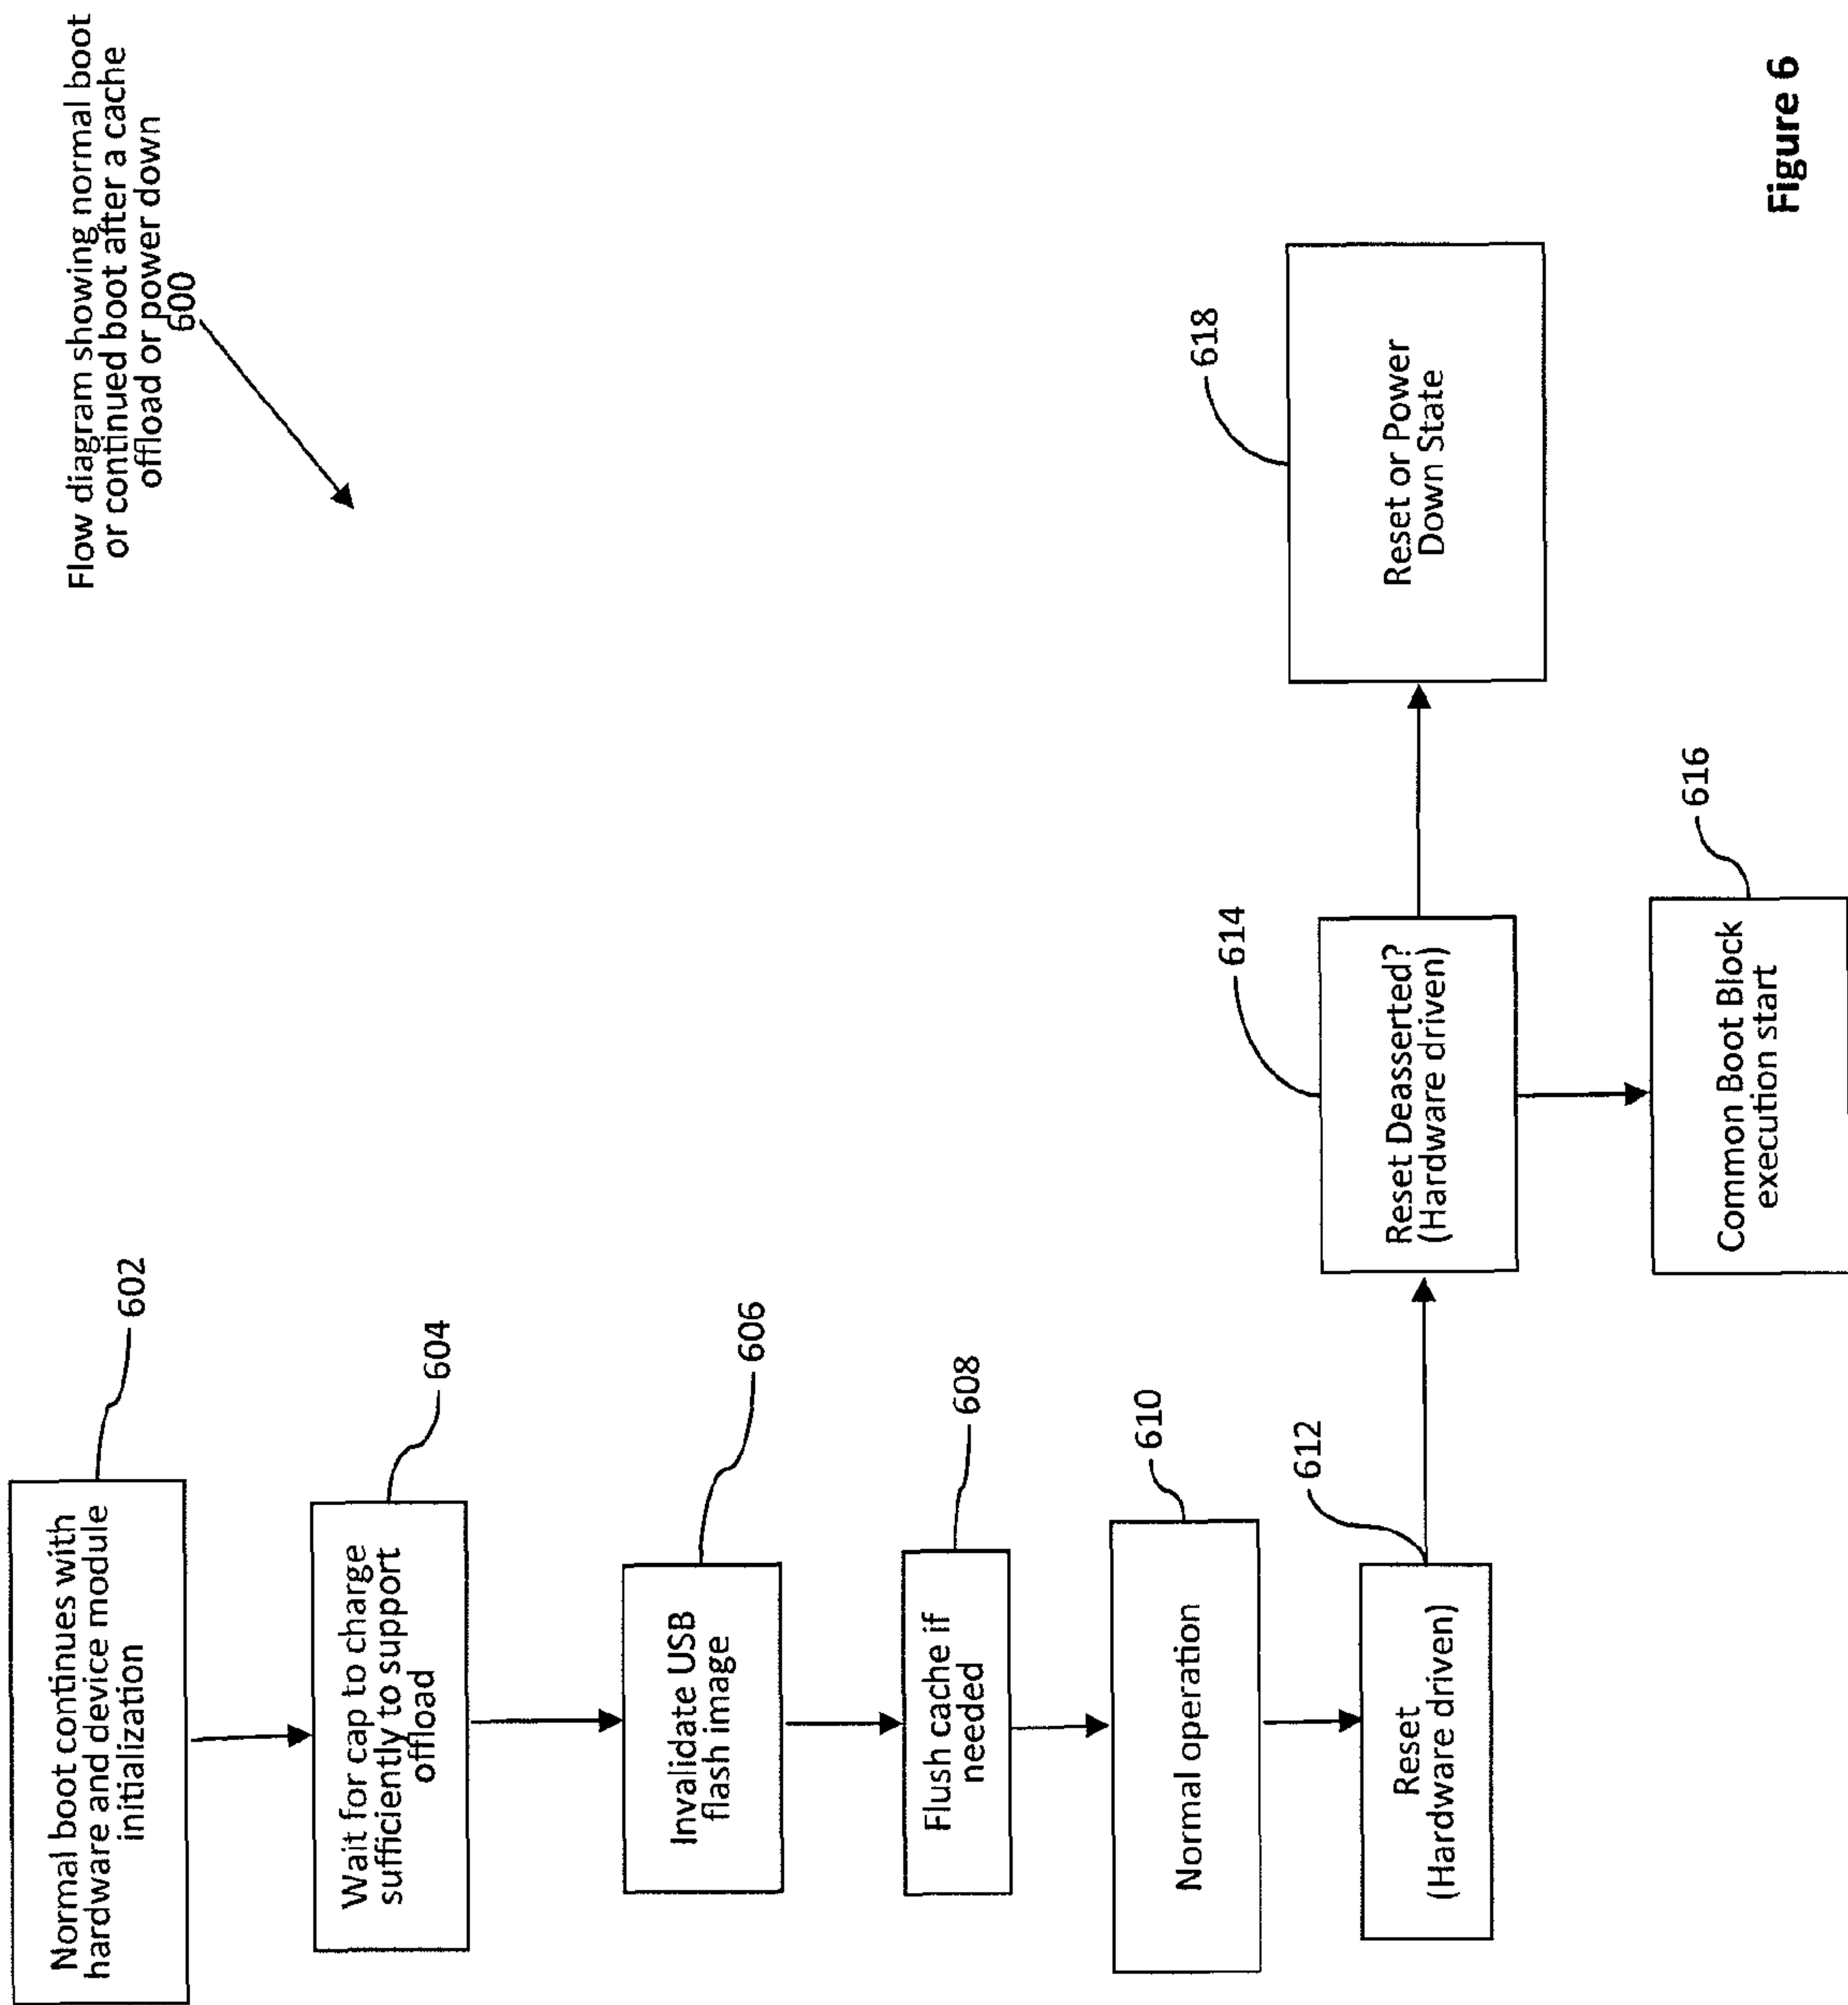 Flow diagram showing normal boot
or continued boot after a cache
offload or power down
600
Normal boot continues with
hardware and device module
initialization
602
Wait for cap to charge
sufficiently to support
offload
604
Invalidate USB
flash image
606
Flush cache if
needed
608
Normal operation
610
Reset
(Hardware driven)
612
Reset Deasserted?
(Hardware driven)
614
Common Boot Block
execution start
616
Reset or Power
Down State
618
Figure 6